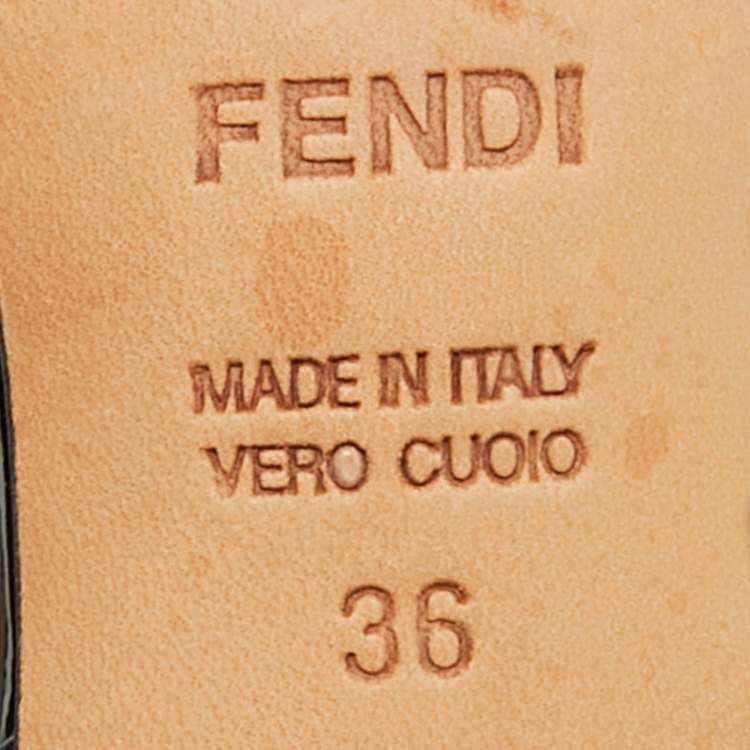 FENDI
MADE IN ITALY
VERO CUOIO
36